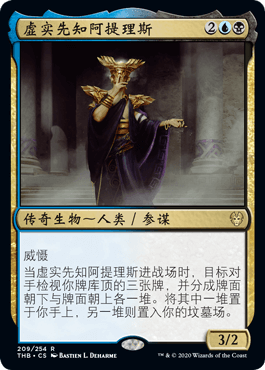 虚实先知阿提理斯 2
传奇生物～人类／参谋
威慑
当虚实先知阿提理斯进战场时，目标对
手检视你牌库顶的三张牌，并分成牌面
朝下与牌面朝上各一堆。将其中一堆置
于你手上，另一堆则置入你的坟墓场。
3/2
209/254 R
THB • CS BASTIEN L. DEHARME
™ & © 2020 Wizards of the Coast